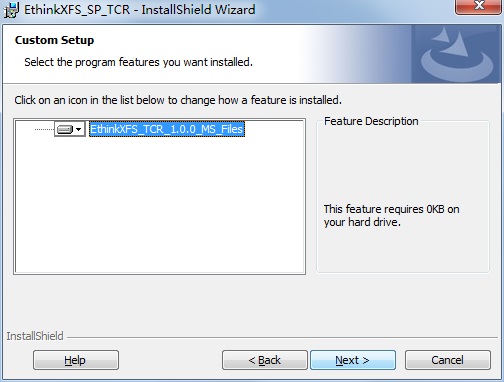 EthinkXFS_SP_TCR - InstallShield Wizard
Custom Setup
Select the program features you want installed.
Click on an icon in the list below to change how a feature is installed.
EthinkXFS_TCR_1.0.0_MS_Files
Feature Description
This feature requires 0KB on
your hard drive.
InstallShield
Help
< Back
Next >
Cancel